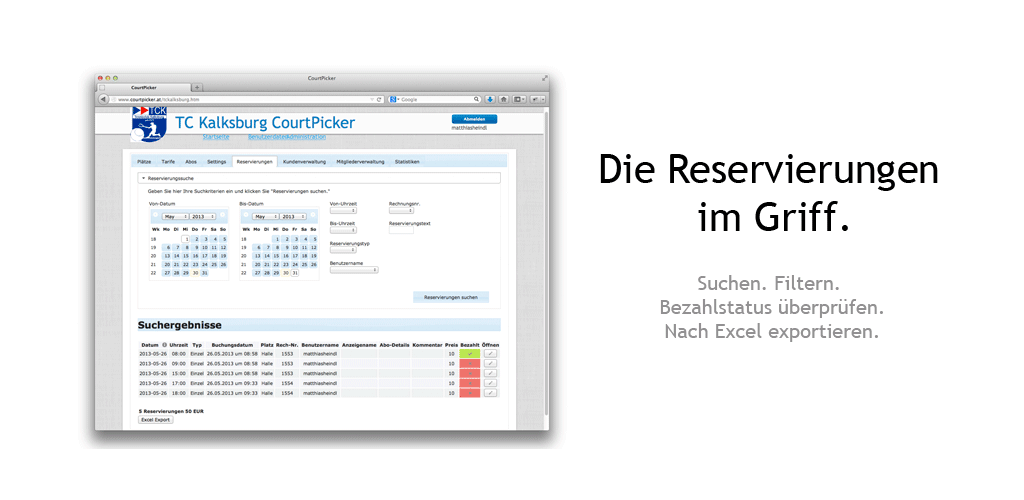 CourtPicker
CourtPicker
www.courtpicker.at/tckalksburg.htm
Google
TCK
TC Kalksburg CourtPicker
Abmelden
matthiasheindl
Startseite Benutzerdaten Administration
Plätze Tarife Abos Settings Reservierungen Kundenverwaltung Mitgliederverwaltung Statistiken
Reservierungssuche
Geben Sie hier Ihre Suchkriterien ein und klicken Sie "Reservierungen suchen."
Von-Datum Bis-Datum Von-Uhrzeit Rechnungsnr.
May 2013 May 2013
Bis-Uhrzeit Reservierungstext
Wk Mo Di Mi Do Fr Sa So Wk Mo Di Mi Do Fr Sa So
18 1 2 3 4 5 18 1 2 3 4 5
19 6 7 8 9 10 11 12 19 6 7 8 9 10 11 12
Reservierungstyp
20 13 14 15 16 17 18 19 20 13 14 15 16 17 18 19
21 20 21 22 23 24 25 26 21 20 21 22 23 24 25 26
Benutzername
22 27 28 29 30 31 22 27 28 29 30 31
Reservierungen suchen
Suchergebnisse
Datum Uhrzeit Typ Buchungsdatum Platz Rech-Nr. Benutzername Anzeigename Abo-Details Kommentar Preis Bezahlt Öffnen
2013-05-26 08:00 Einzel 26.05.2013 um 08:58 Halle 1553 matthiasheindl 10
2013-05-26 09:00 Einzel 26.05.2013 um 08:58 Halle 1553 matthiasheindl 10
2013-05-26 15:00 Einzel 26.05.2013 um 08:58 Halle 1553 matthiasheindl 10
2013-05-26 17:00 Einzel 26.05.2013 um 09:33 Halle 1554 matthiasheindl 10
2013-05-26 18:00 Einzel 26.05.2013 um 09:33 Halle 1554 matthiasheindl 10
5 Reservierungen 50 EUR
Excel Export
Die Reservierungen
im Griff.
Suchen. Filtern.
Bezahlstatus überprüfen.
Nach Excel exportieren.